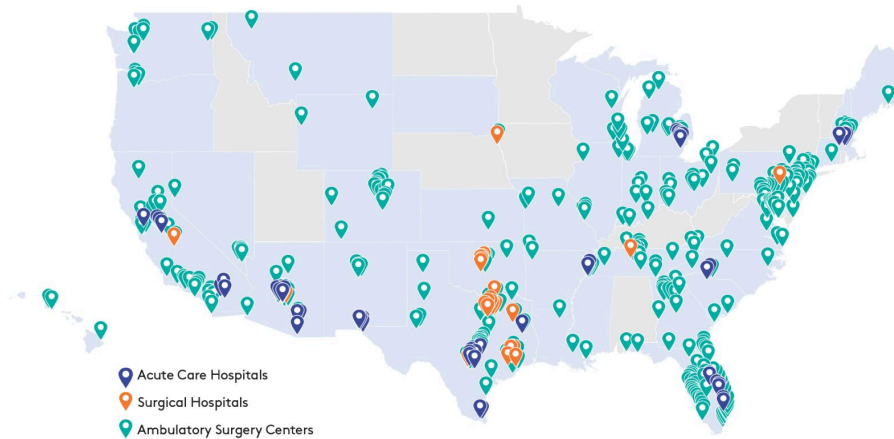 Acute Care Hospitals
Surgical Hospitals
Ambulatory Surgery Centers